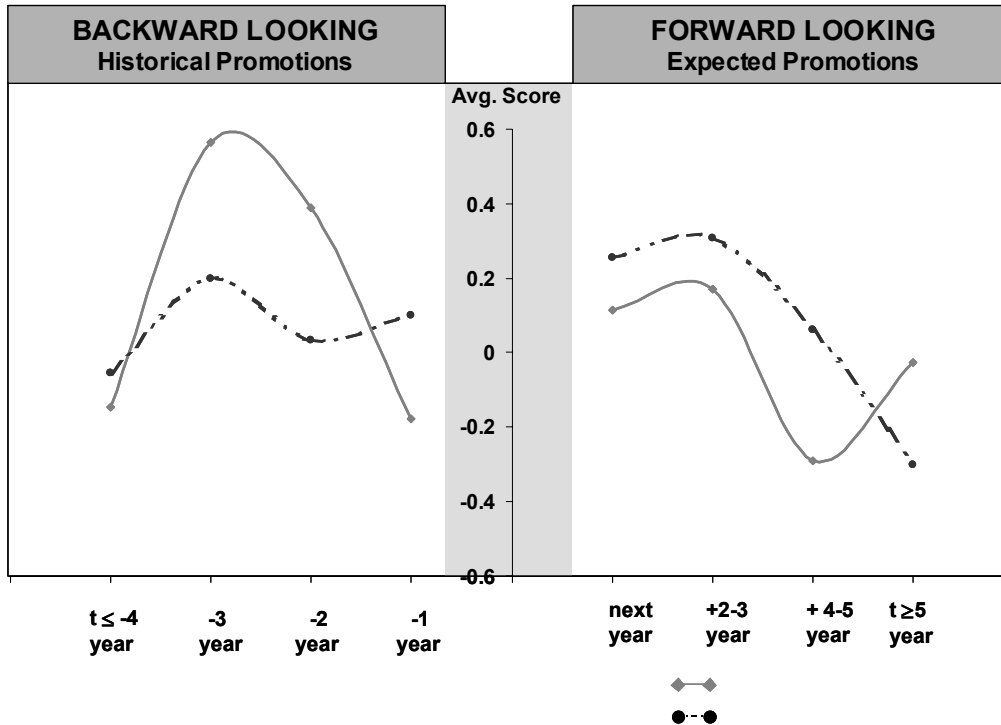 BACKWARD LOOKING
Historical Promotions
FORWARD LOOKING
Expected Promotions
Avg. Score
0.6
0.4
0.2
0
-0.2
-0.4
-0.6
t ≤ -4
year
-3
year
-2
year
-1
year
next
year
+2-3
year
+ 4-5
year
t ≥5
year